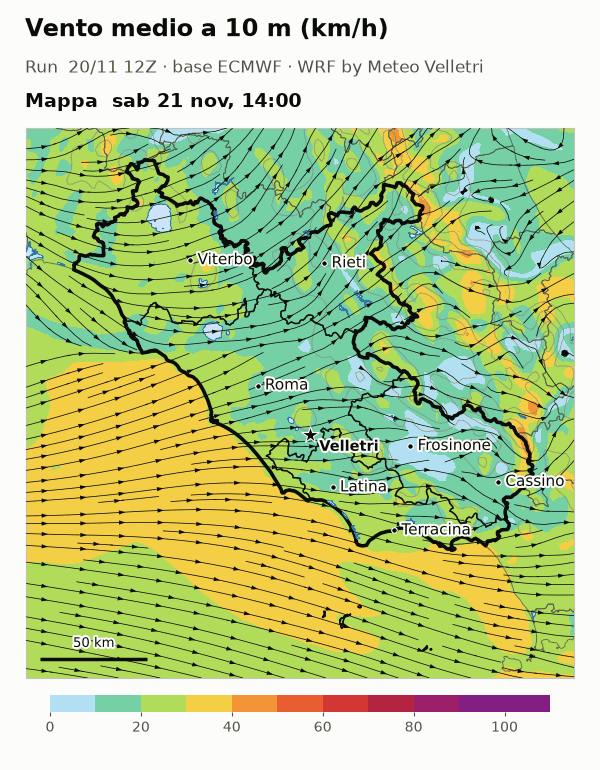 Vento medio a 10 m (km/h)
Run  20/11 12Z · base ECMWF · WRF by Meteo Velletri
Mappa  sab 21 nov, 14:00
Viterbo
Rieti
Roma
Velletri
Frosinone
Cassino
Latina
Terracina
50 km
0 20 40 60 80 100